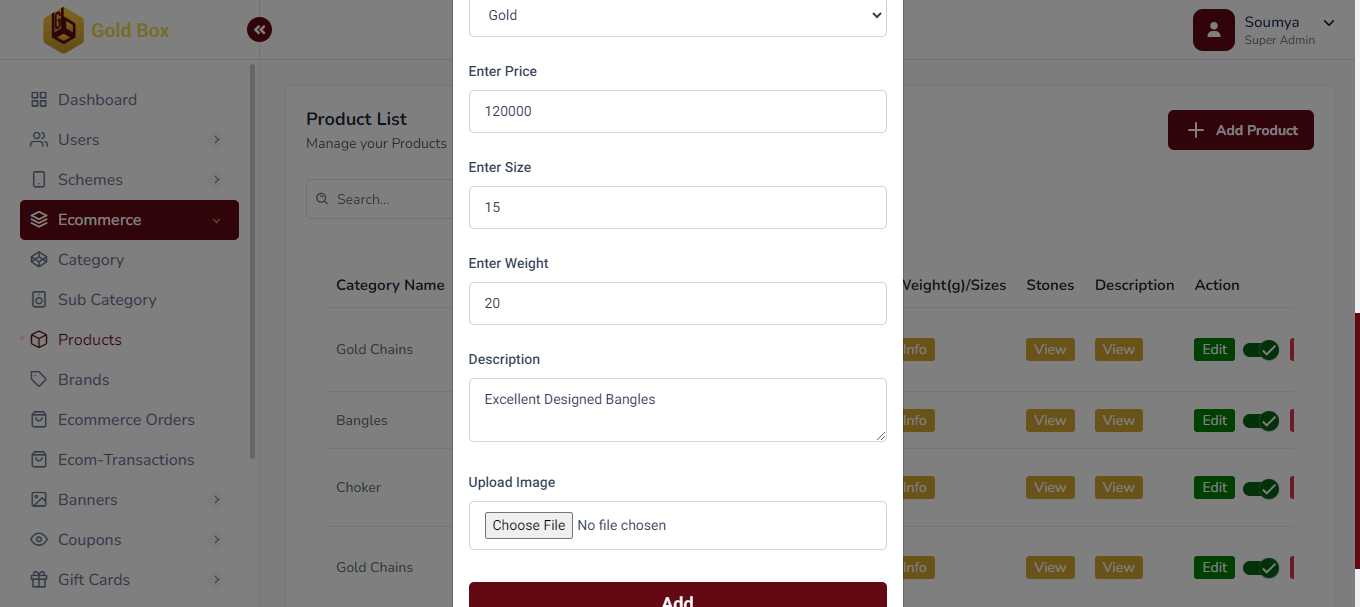 Gold Box
Soumya
Super Admin
Dashboard
Users
Schemes
Ecommerce
Category
Sub Category
Products
Brands
Ecommerce Orders
Ecom-Transactions
Banners
Coupons
Gift Cards
Product List
Manage your Products
Add Product
Search...
Category Name
Weight(g)/Sizes Stones Description Action
Gold Chains
Info View View Edit
Bangles
Info View View Edit
Choker
Info View View Edit
Gold Chains
Info View View Edit
Gold
Enter Price
120000
Enter Size
15
Enter Weight
20
Description
Excellent Designed Bangles
Upload Image
Choose File No file chosen
Add